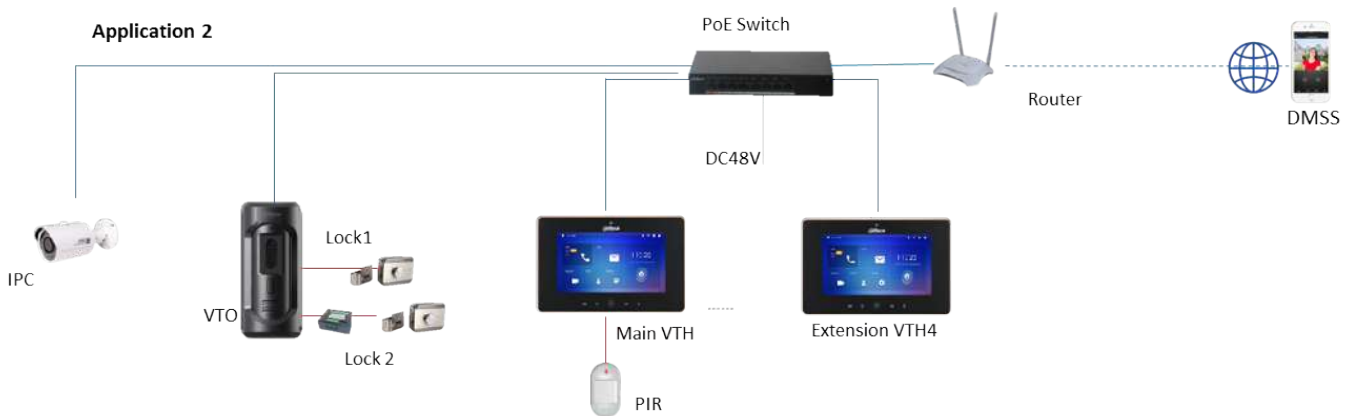 Application 2
PoE Switch
Router
DMSS
DC48V
IPC
VTO
Lock1
Lock 2
Main VTH
Extension VTH4
PIR